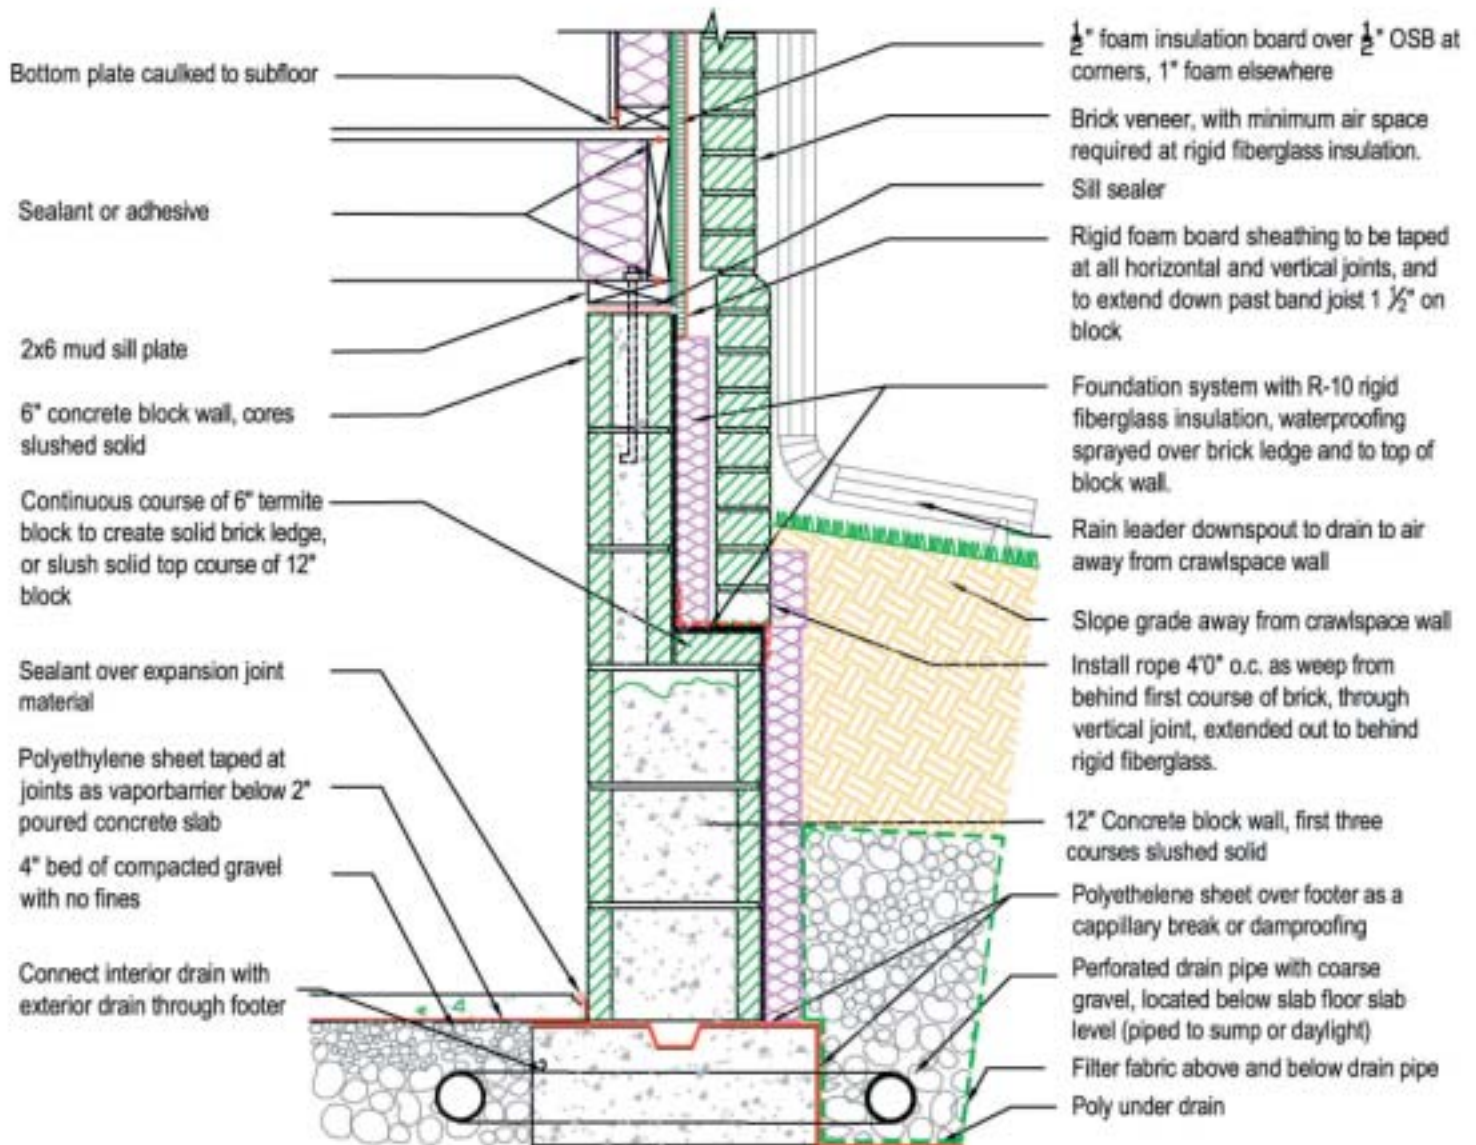 Bottom plate caulked to subfloor
Sealant or adhesive
2x6 mud sill plate
6" concrete block wall, cores
slushed solid
Continuous course of 6" termite
block to create solid brick ledge,
or slush solid top course of 12"
block
Sealant over expansion joint
material
Polyethylene sheet taped at
joints as vaporbarrier below 2"
poured concrete slab
4" bed of compacted gravel
with no fines
Connect interior drain with
exterior drain through footer
½" foam insulation board over ½" OSB at
corners, 1" foam elsewhere
Brick veneer, with minimum air space
required at rigid fiberglass insulation.
Sill sealer
Rigid foam board sheathing to be taped
at all horizontal and vertical joints, and
to extend down past band joist 1 ½" on
block
Foundation system with R-10 rigid
fiberglass insulation, waterproofing
sprayed over brick ledge and to top of
block wall.
Rain leader downspout to drain to air
away from crawlspace wall
Slope grade away from crawlspace wall
Install rope 4'0" o.c. as weep from
behind first course of brick, through
vertical joint, extended out to behind
rigid fiberglass.
12" Concrete block wall, first three
courses slushed solid
Polyethelene sheet over footer as a
cappillary break or damproofing
Perforated drain pipe with coarse
gravel, located below slab floor slab
level (piped to sump or daylight)
Filter fabric above and below drain pipe
Poly under drain